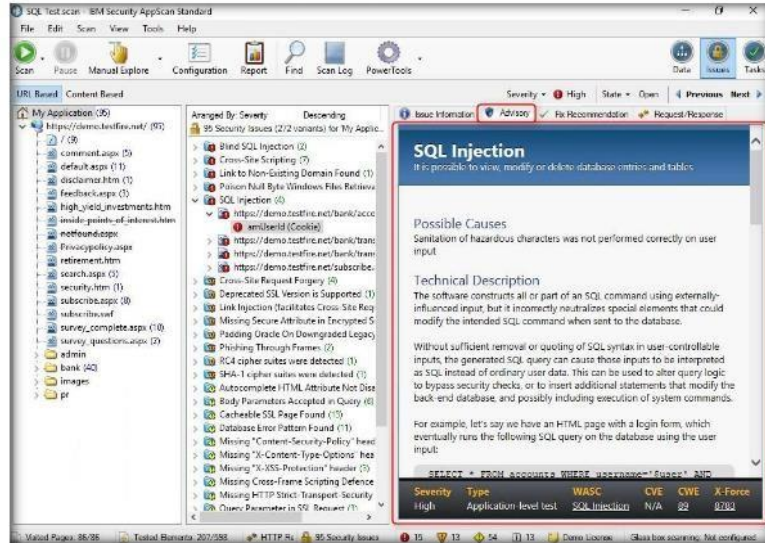 SQL Test scan - IBM Security AppScan Standard
File Edit Scan View Tools Help
Scan Pause Manual Explore Configuration Report Find Scan Log PowerTools Data Issues Tasks
URL Based Content Based
Severity High State Open Previous Next
My Application (95)
https://demo.testfire.net/ (95)
/ (9)
comment.aspx (5)
default.aspx (11)
disclaimer.htm (1)
feedback.aspx (3)
high_yield_investments.htm
inside_points_of_interest.htm
notfound.aspx
Privacypolicy.aspx
retirement.htm
search.aspx (5)
security.htm (1)
subscribe.aspx (8)
subscribe.swf
survey_complete.aspx (10)
survey_questions.aspx (2)
admin
bank (40)
images
pr
Arranged By: Severity Descending
95 Security Issues (272 variants) for 'My Applic...
Blind SQL Injection (2)
Cross-Site Scripting (7)
Link to Non-Existing Domain Found (1)
Poison Null Byte Windows Files Retrieva
SQL Injection (4)
https://demo.testfire.net/bank/acco
amUserId (Cookie)
https://demo.testfire.net/bank/trans
https://demo.testfire.net/bank/trans
https://demo.testfire.net/subscribe.
Cross-Site Request Forgery (4)
Deprecated SSL Version is Supported (1)
Link Injection (facilitates Cross-Site Req
Missing Secure Attribute in Encrypted S
Padding Oracle On Downgraded Legacy
Phishing Through Frames (2)
RC4 cipher suites were detected (1)
SHA-1 cipher suites were detected (1)
Autocomplete HTML Attribute Not Disa
Body Parameters Accepted in Query (6)
Cacheable SSL Page Found (13)
Database Error Pattern Found (11)
Missing "Content-Security-Policy" head
Missing "X-Content-Type-Options" hea
Missing "X-XSS-Protection" header (3)
Missing Cross-Frame Scripting Defence
Missing HTTP Strict-Transport-Security
Query Parameter in SSL Request (3)
Issue Information Advisory Fix Recommendation Request/Response
SQL Injection
It is possible to view, modify or delete database entries and tables
Possible Causes
Sanitation of hazardous characters was not performed correctly on user
input
Technical Description
The software constructs all or part of an SQL command using externally-
influenced input, but it incorrectly neutralizes special elements that could
modify the intended SQL command when sent to the database.
Without sufficient removal or quoting of SQL syntax in user-controllable
inputs, the generated SQL query can cause those inputs to be interpreted
as SQL instead of ordinary user data. This can be used to alter query logic
to bypass security checks, or to insert additional statements that modify the
back-end database, and possibly including execution of system commands.
For example, let's say we have an HTML page with a login form, which
eventually runs the following SQL query on the database using the user
input:
SELECT * FROM accounts WHERE username='$user' AND
Severity Type WASC CVE CWE X-Force
High Application-level test SQL Injection N/A 89 8783
Visited Pages: 86/86 Tested Elements: 207/598 HTTP Re 95 Security Issues 15 13 54 13 Demo License Glass box scanning: Not configured